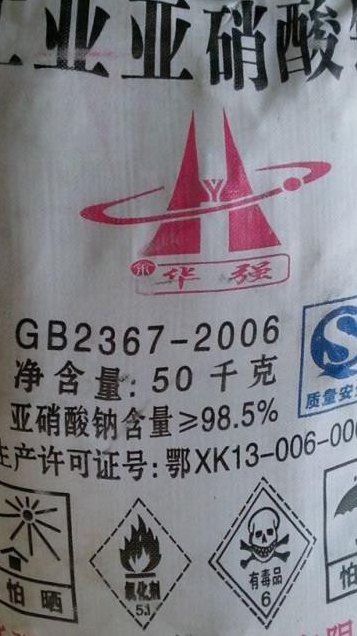 工业亚硝酸
华强
GB2367-2006
净含量: 50千克
亚硝酸钠含量≥98.5%
生产许可证号: 鄂XK13-006-00
质量安
怕晒
氧化剂
5.1
有毒品
6
怕